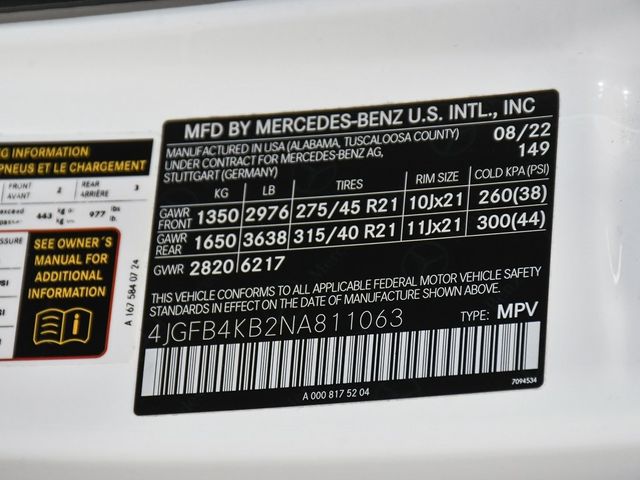 MFD BY MERCEDES-BENZ U.S. INTL., INC
MANUFACTURED IN USA (ALABAMA, TUSCALOOSA COUNTY) 08/22
UNDER CONTRACT FOR MERCEDES-BENZ AG, 149
STUTTGART (GERMANY)
KG LB TIRES RIM SIZE COLD KPA (PSI)
GAWR FRONT 1350 2976 275/45 R21 10Jx21 260(38)
GAWR REAR 1650 3638 315/40 R21 11Jx21 300(44)
GVWR 2820 6217
THIS VEHICLE CONFORMS TO ALL APPLICABLE FEDERAL MOTOR VEHICLE SAFETY
STANDARDS IN EFFECT ON THE DATE OF MANUFACTURE SHOWN ABOVE.
4JGFB4KB2NA811063 TYPE: MPV
A 000 817 52 04
7094534
INFORMATION
PNEUS ET LE CHARGEMENT
FRONT AVANT 2 REAR ARRIÈRE 3
exceed 443 kg 977 lbs
SEE OWNER'S
MANUAL FOR
ADDITIONAL
INFORMATION
A 167 584 07 24